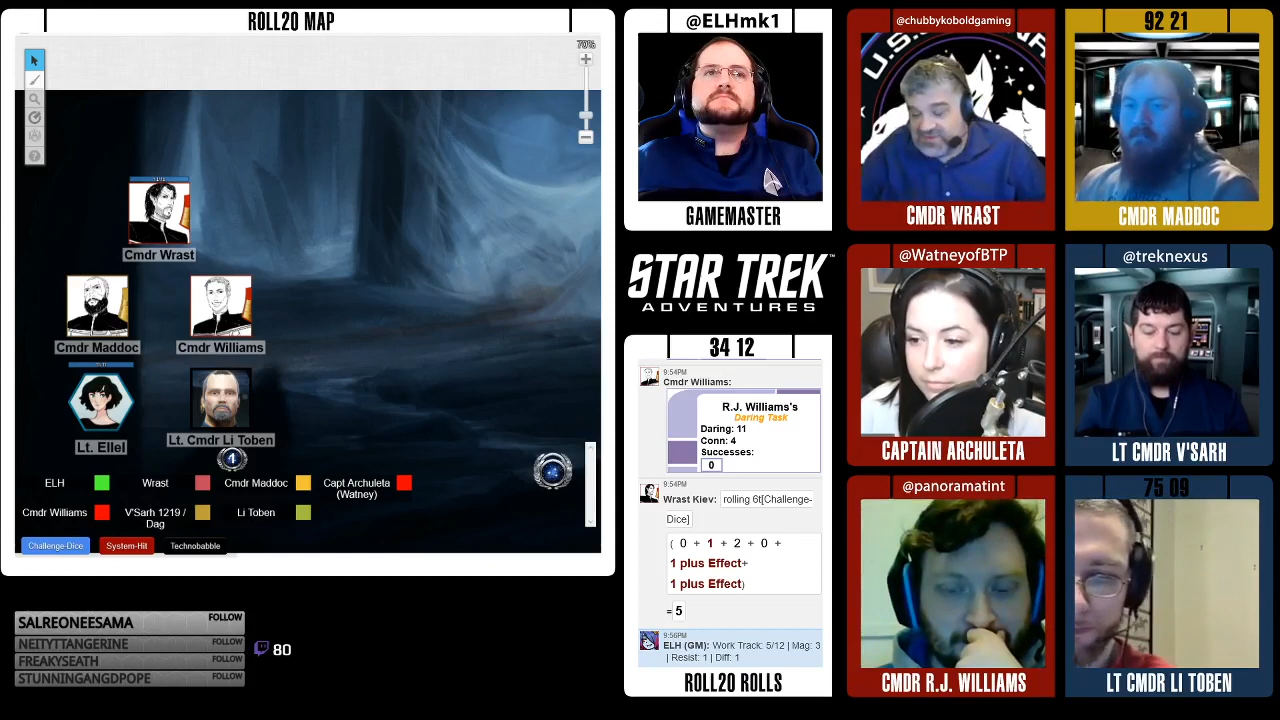 ROLL20 MAP
70%
Cmdr Wrast
Cmdr Maddoc
Cmdr Williams
Lt. Ellel
Lt. Cmdr Li Toben
4
ELH
Wrast
Cmdr Maddoc
Capt Archuleta
(Watney)
Cmdr Williams
V'Sarh 1219 /
Dag
Li Toben
Challenge-Dice
System-Hit
Technobabble
SALREONEESAMA FOLLOW
NEITYTTANGERINE FOLLOW
FREAKYSEATH FOLLOW
STUNNINGANGDPOPE FOLLOW
80
@ELHmk1
GAMEMASTER
STAR TREK™
ADVENTURES
34 12
9:54PM
Cmdr Williams:
R.J. Williams's
Daring Task
Daring: 11
Conn: 4
Successes:
0
9:54PM
Wrast Kiev: rolling 6t[Challenge-
Dice]
( 0 + 1 + 2 + 0 +
1 plus Effect+
1 plus Effect)
= 5
9:56PM
ELH (GM): Work Track: 5/12 | Mag: 3
| Resist: 1 | Diff: 1
ROLL20 ROLLS
@chubbykoboldgaming
U.S.S.
CMDR WRAST
92 21
CMDR MADDOC
@WatneyofBTP
CAPTAIN ARCHULETA
@treknexus
LT CMDR V'SARH
@panoramatint
CMDR R.J. WILLIAMS
75 09
LT CMDR LI TOBEN